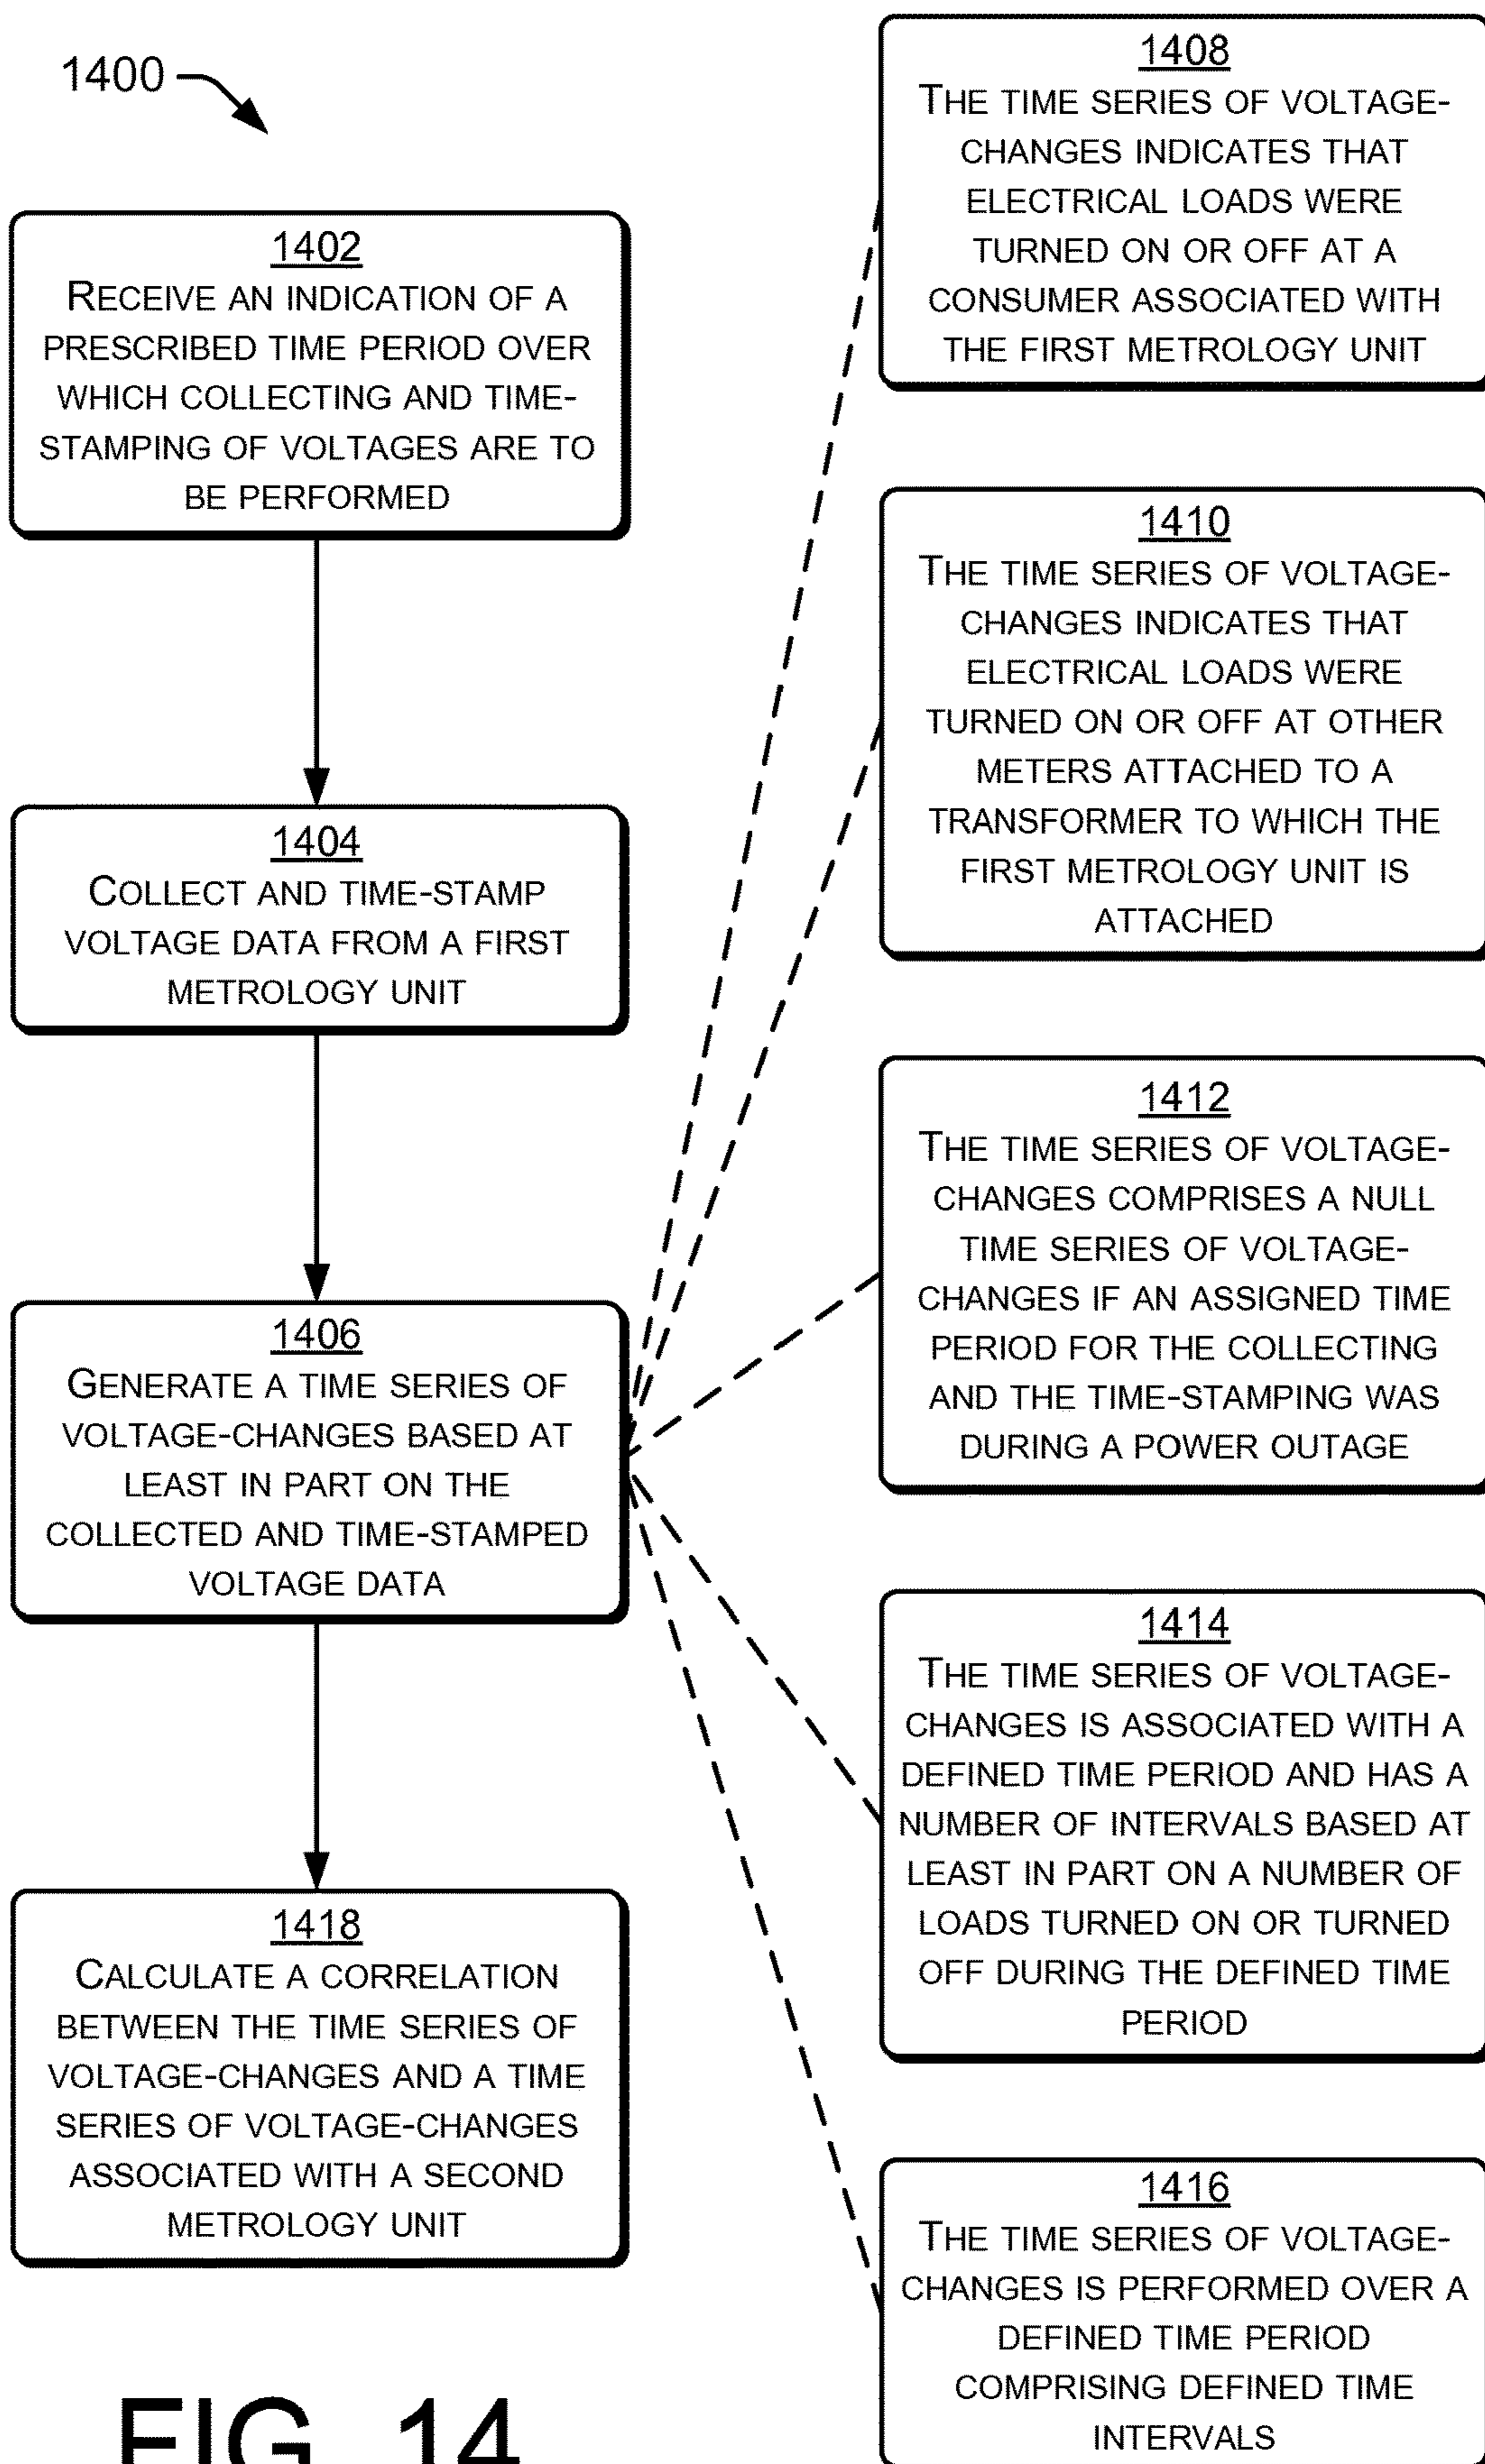 1400
1402
RECEIVE AN INDICATION OF A
PRESCRIBED TIME PERIOD OVER
WHICH COLLECTING AND TIME-
STAMPING OF VOLTAGES ARE TO
BE PERFORMED
1404
COLLECT AND TIME-STAMP
VOLTAGE DATA FROM A FIRST
METROLOGY UNIT
1406
GENERATE A TIME SERIES OF
VOLTAGE-CHANGES BASED AT
LEAST IN PART ON THE
COLLECTED AND TIME-STAMPED
VOLTAGE DATA
1418
CALCULATE A CORRELATION
BETWEEN THE TIME SERIES OF
VOLTAGE-CHANGES AND A TIME
SERIES OF VOLTAGE-CHANGES
ASSOCIATED WITH A SECOND
METROLOGY UNIT
1408
THE TIME SERIES OF VOLTAGE-
CHANGES INDICATES THAT
ELECTRICAL LOADS WERE
TURNED ON OR OFF AT A
CONSUMER ASSOCIATED WITH
THE FIRST METROLOGY UNIT
1410
THE TIME SERIES OF VOLTAGE-
CHANGES INDICATES THAT
ELECTRICAL LOADS WERE
TURNED ON OR OFF AT OTHER
METERS ATTACHED TO A
TRANSFORMER TO WHICH THE
FIRST METROLOGY UNIT IS
ATTACHED
1412
THE TIME SERIES OF VOLTAGE-
CHANGES COMPRISES A NULL
TIME SERIES OF VOLTAGE-
CHANGES IF AN ASSIGNED TIME
PERIOD FOR THE COLLECTING
AND THE TIME-STAMPING WAS
DURING A POWER OUTAGE
1414
THE TIME SERIES OF VOLTAGE-
CHANGES IS ASSOCIATED WITH A
DEFINED TIME PERIOD AND HAS A
NUMBER OF INTERVALS BASED AT
LEAST IN PART ON A NUMBER OF
LOADS TURNED ON OR TURNED
OFF DURING THE DEFINED TIME
PERIOD
1416
THE TIME SERIES OF VOLTAGE-
CHANGES IS PERFORMED OVER A
DEFINED TIME PERIOD
COMPRISING DEFINED TIME
INTERVALS
FIG. 14